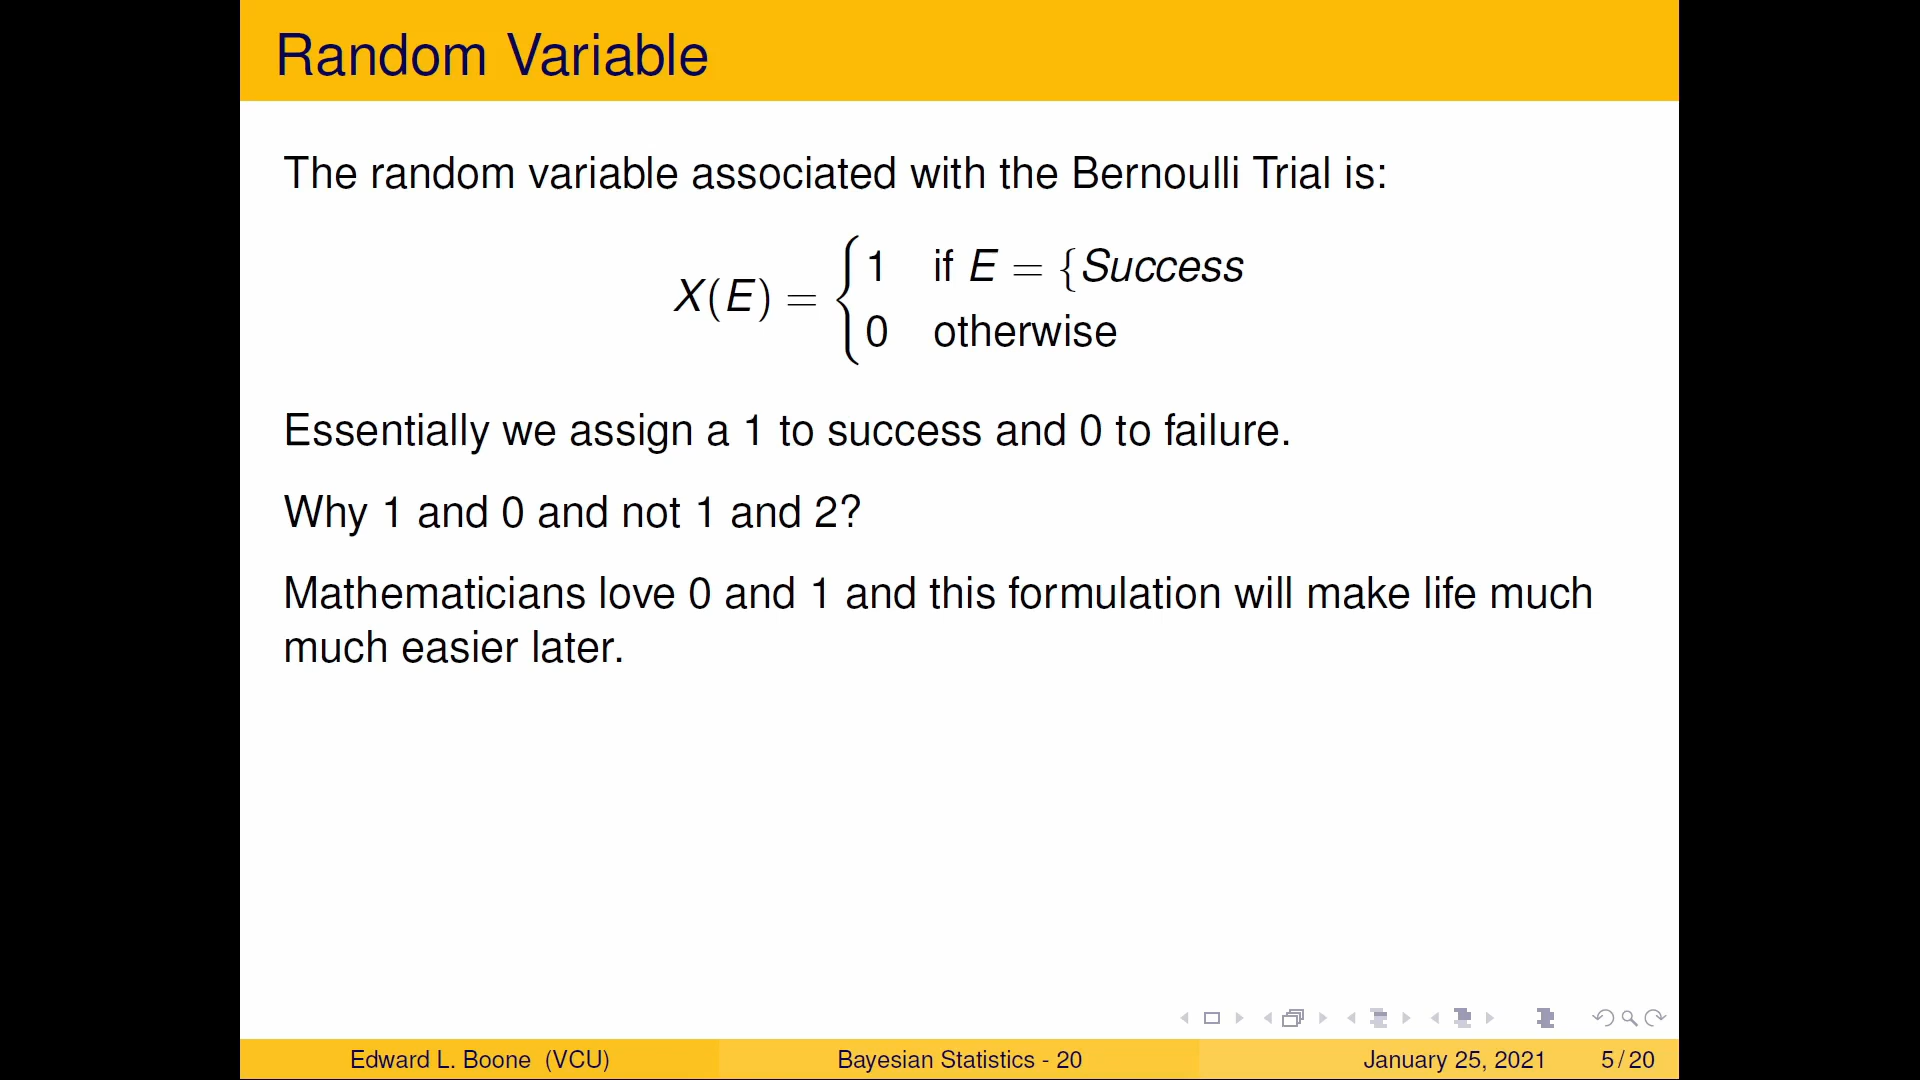 Random Variable
The random variable associated with the Bernoulli Trial is:
X(E) = { 1 if E = {Success
0 otherwise
Essentially we assign a 1 to success and 0 to failure.
Why 1 and 0 and not 1 and 2?
Mathematicians love 0 and 1 and this formulation will make life much
much easier later.
Edward L. Boone (VCU) Bayesian Statistics - 20 January 25, 2021 5 / 20